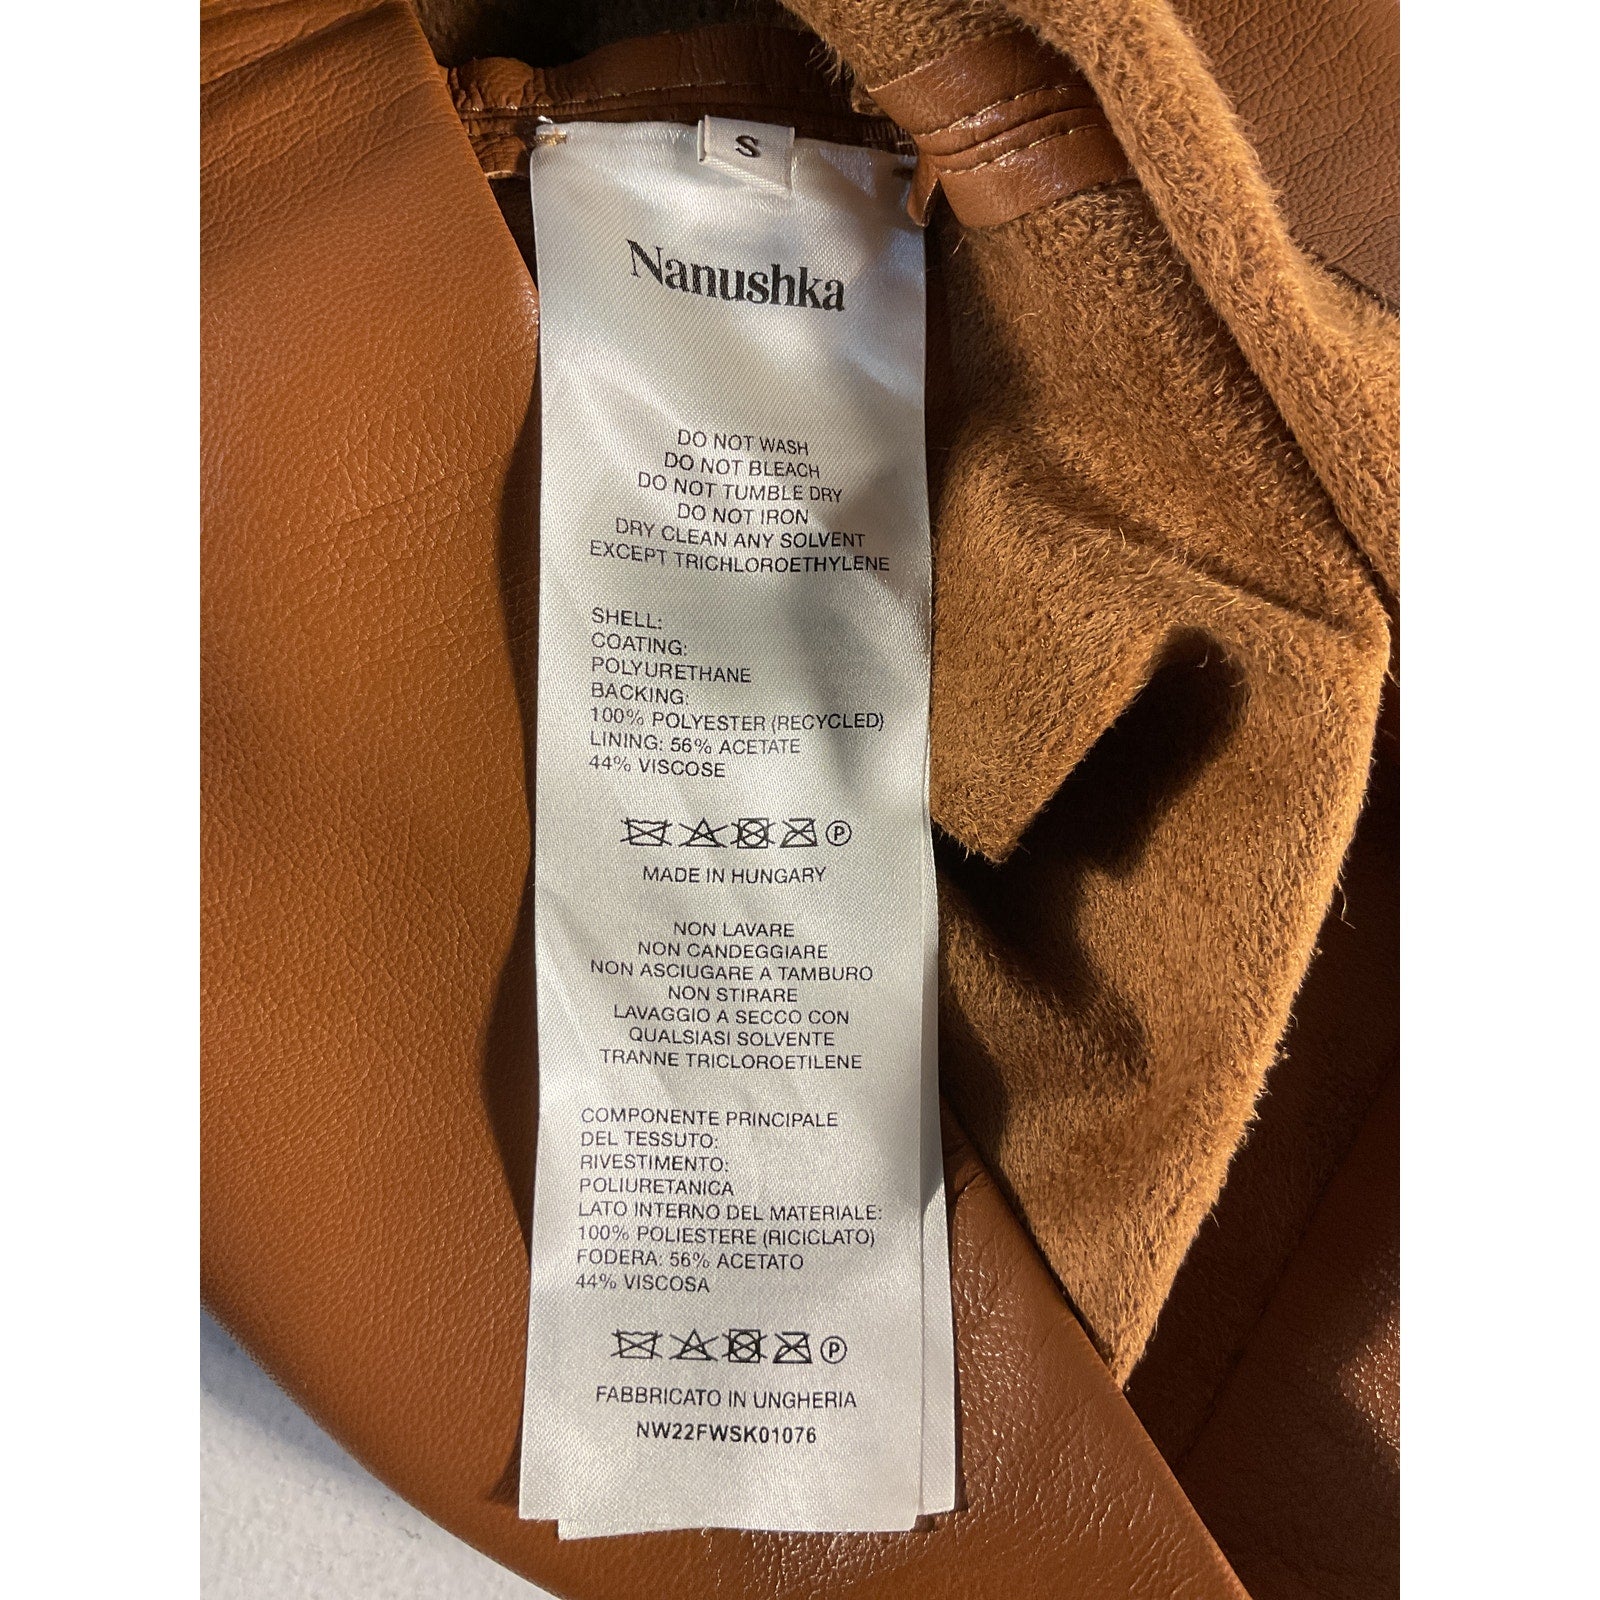 S
Nanushka
DO NOT WASH
DO NOT BLEACH
DO NOT TUMBLE DRY
DO NOT IRON
DRY CLEAN ANY SOLVENT
EXCEPT TRICHLOROETHYLENE
SHELL:
COATING:
POLYURETHANE
BACKING:
100% POLYESTER (RECYCLED)
LINING: 56% ACETATE
44% VISCOSE
P
MADE IN HUNGARY
NON LAVARE
NON CANDEGGIARE
NON ASCIUGARE A TAMBURO
NON STIRARE
LAVAGGIO A SECCO CON
QUALSIASI SOLVENTE
TRANNE TRICLOROETILENE
COMPONENTE PRINCIPALE
DEL TESSUTO:
RIVESTIMENTO:
POLIURETANICA
LATO INTERNO DEL MATERIALE:
100% POLIESTERE (RICICLATO)
FODERA: 56% ACETATO
44% VISCOSA
P
FABBRICATO IN UNGHERIA
NW22FWSK01076